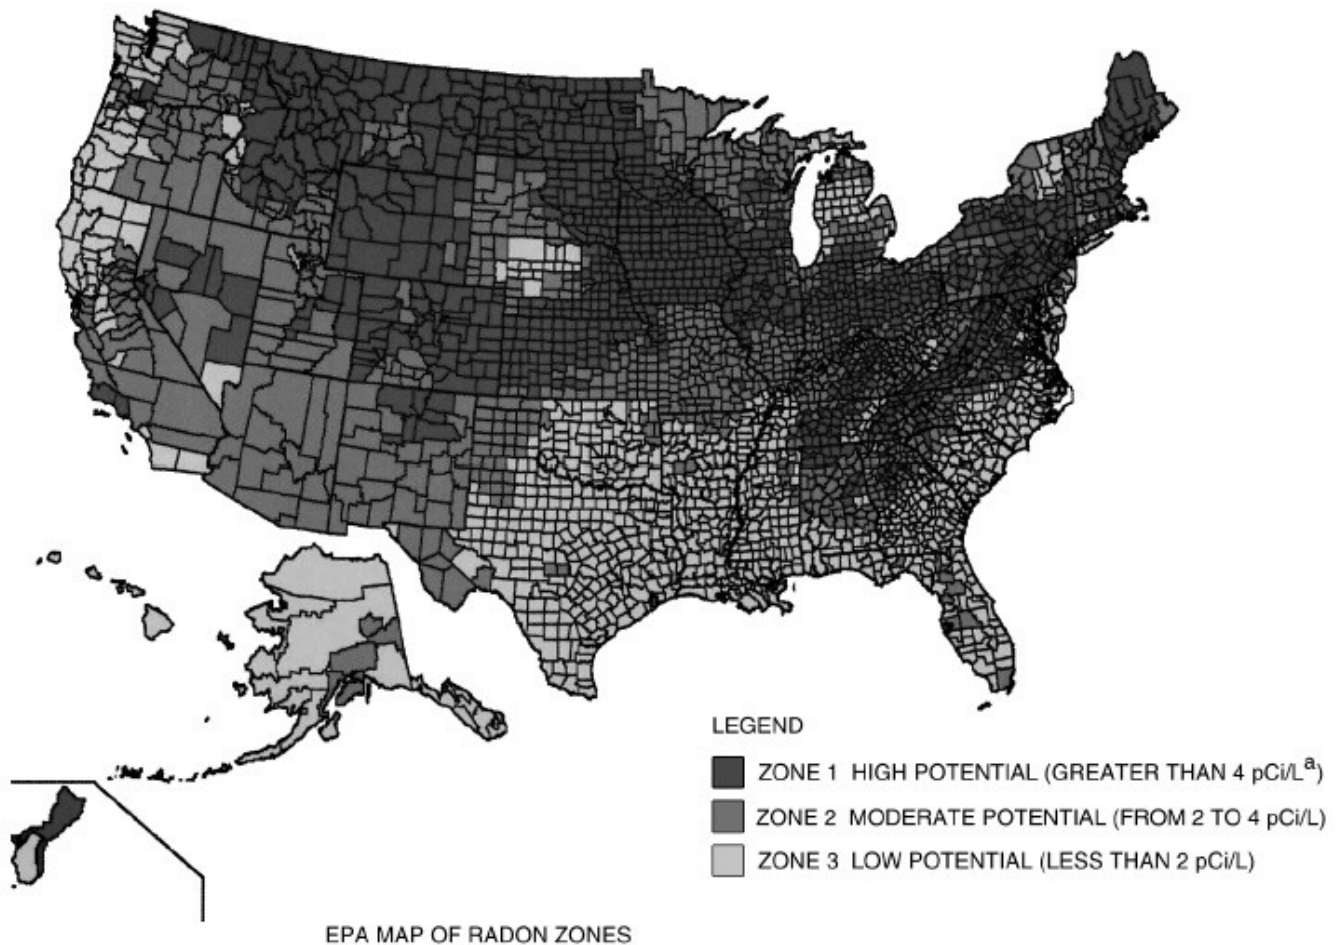 LEGEND
ZONE 1 HIGH POTENTIAL (GREATER THAN 4 pCi/Lᵃ)
ZONE 2 MODERATE POTENTIAL (FROM 2 TO 4 pCi/L)
ZONE 3 LOW POTENTIAL (LESS THAN 2 pCi/L)
EPA MAP OF RADON ZONES